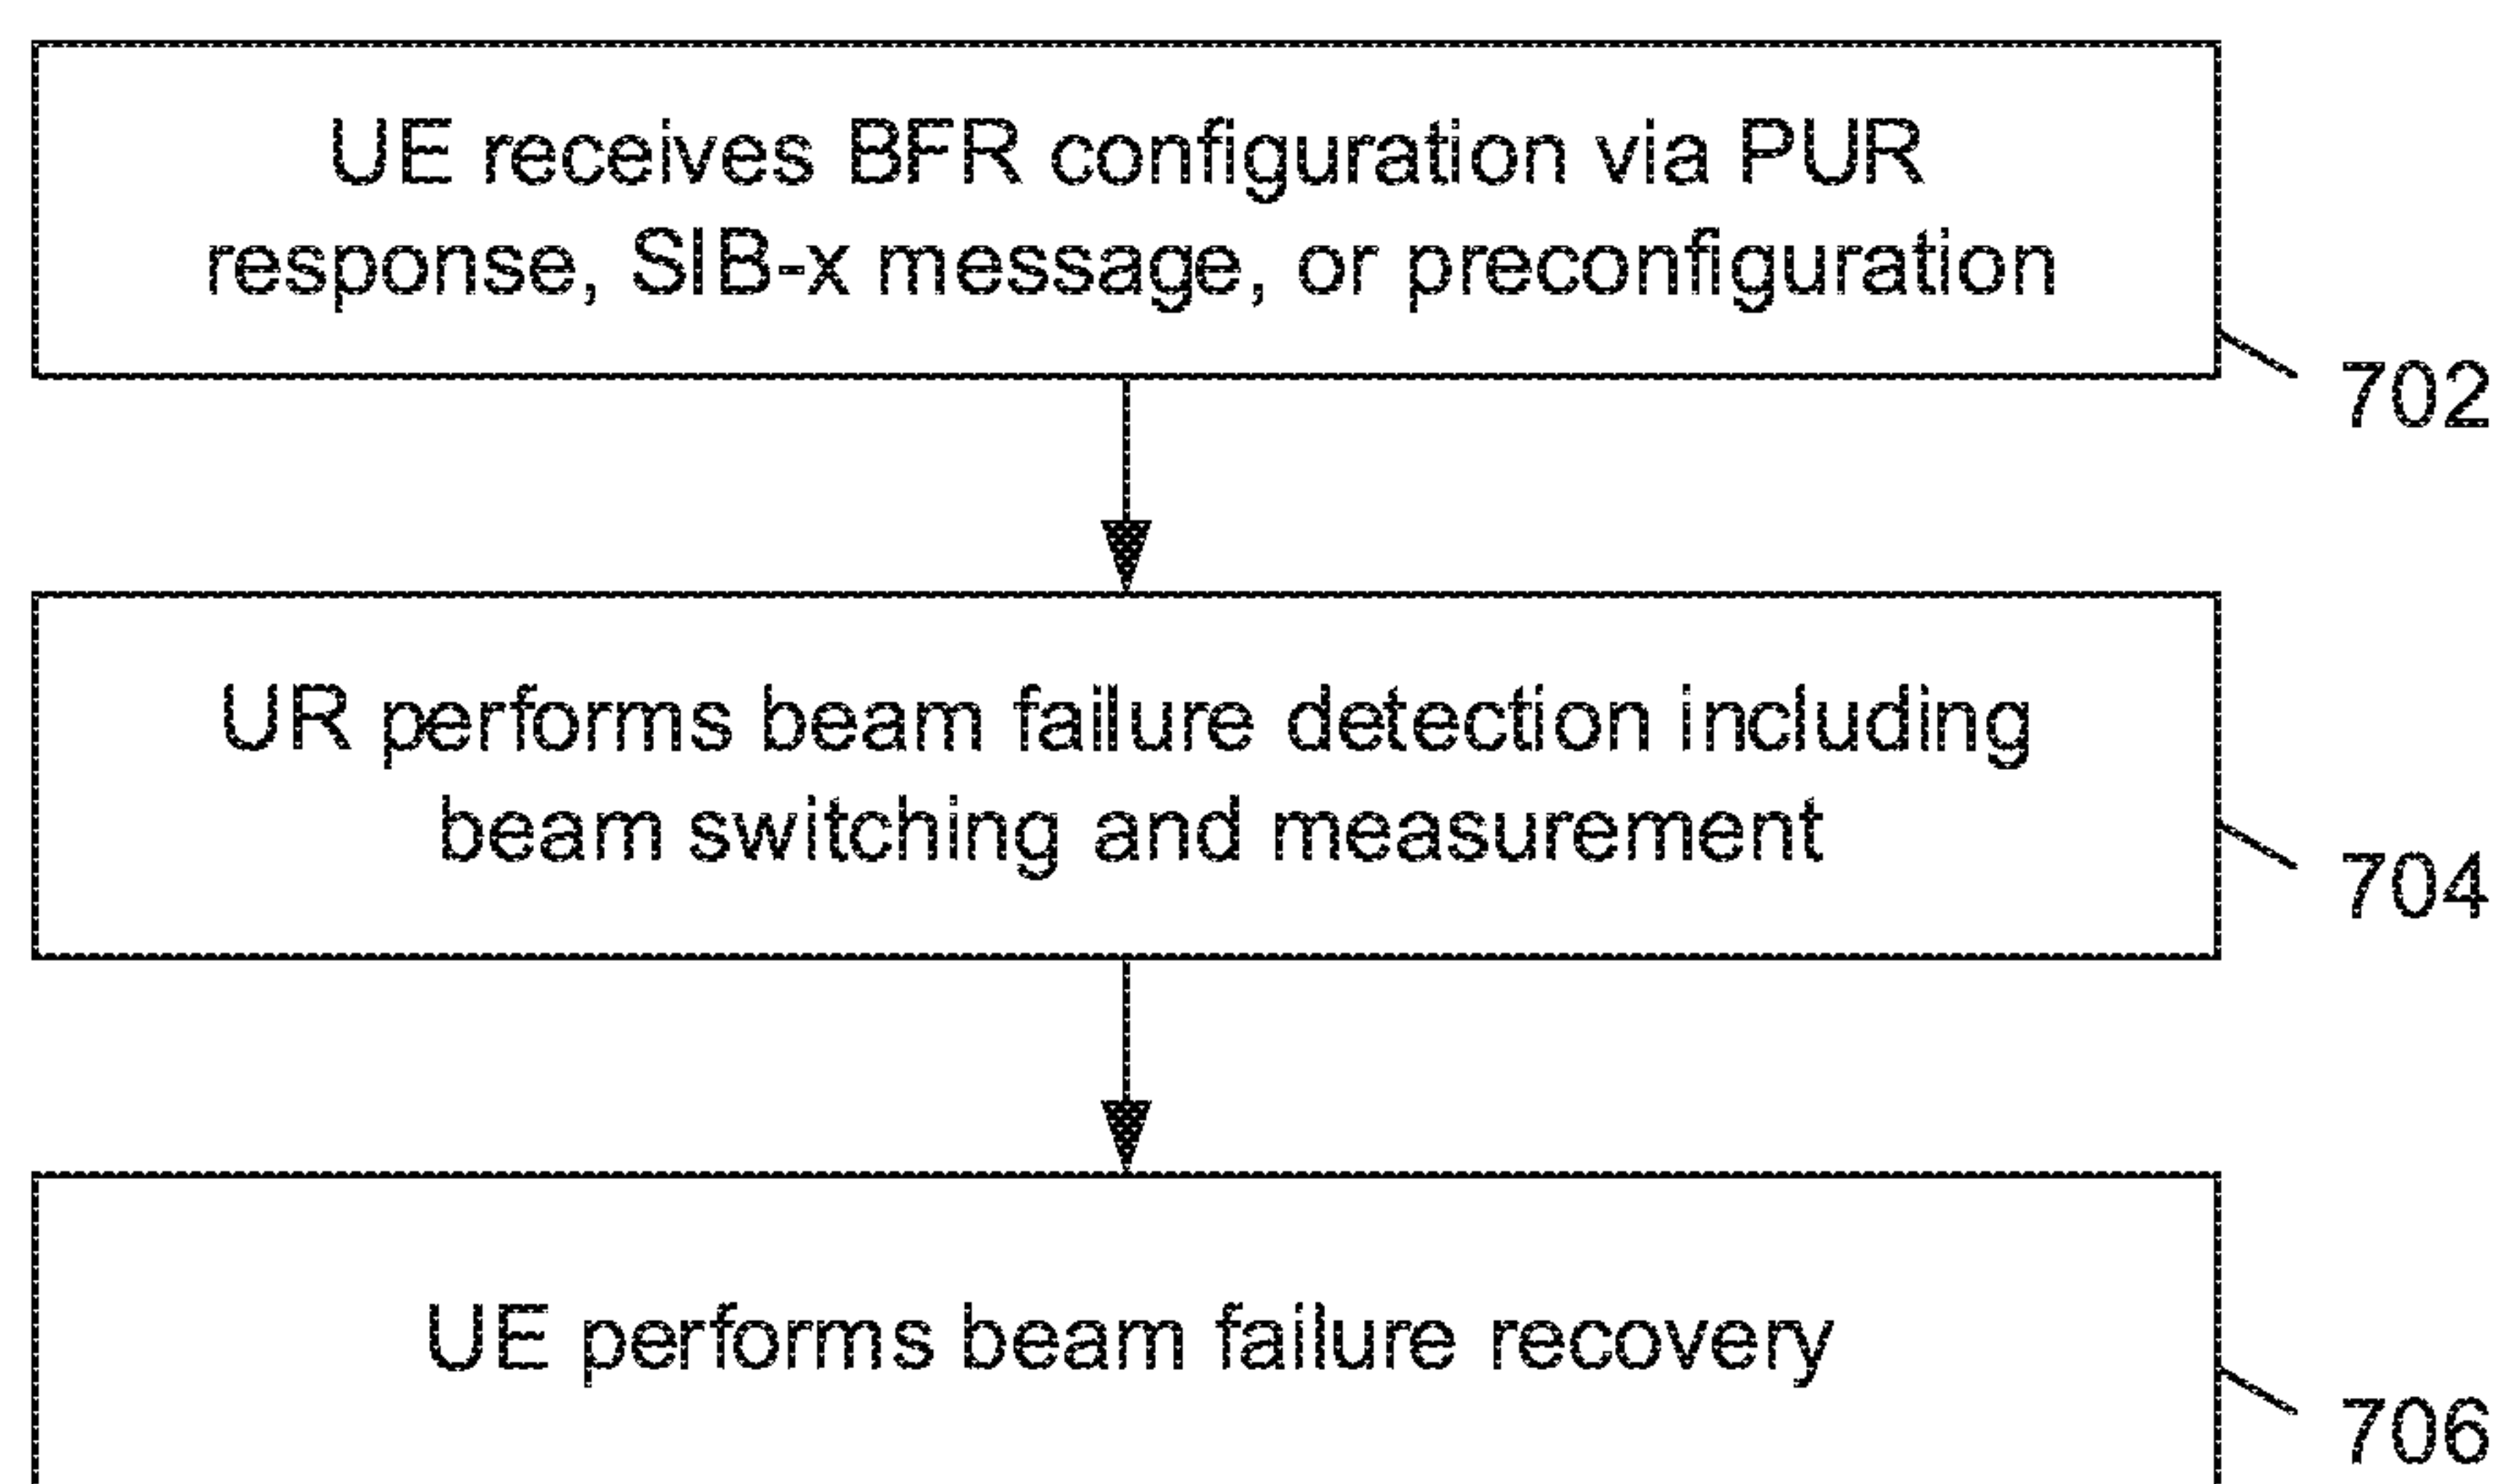 UE receives BFR configuration via PUR
response, SIB-x message, or preconfiguration
702
UR performs beam failure detection including
beam switching and measurement
704
UE performs beam failure recovery
706